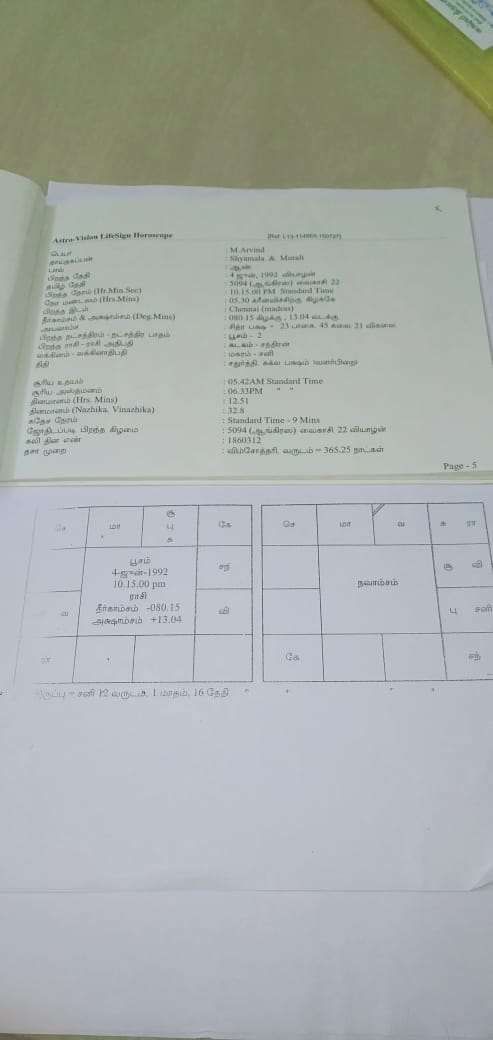 Astro-Vision LifeSign Horoscope
பெயர் : M.Arvind
தாய்தகப்பன் : Shyamala & Murali
பால் : ஆண்
பிறந்த தேதி : 4 ஜூன், 1992 வியாழன்
தமிழ் தேதி : 5094 (ஆங்கிரஸ) வைகாசி 22
பிறந்த நேரம் (Hr.Min.Sec) : 10.15.00 PM Standard Time
நேர மண்டலம் (Hrs.Mins) : 05.30 கிரீன்விச்சிற்கு கிழக்கே
பிறந்த இடம் : Chennai (madras)
தீர்காம்சம் & அக்ஷாம்சம் (Deg.Mins) : 080.15 கிழக்கு , 13.04 வடக்கு
அயனாம்சம் : சித்ர பக்ஷ = 23 பாகை. 45 கலை. 21 விகலை.
பிறந்த நட்சத்திரம் - நட்சத்திர பாதம் : பூசம் - 2
பிறந்த ராசி - ராசி அதிபதி : கடகம் - சந்திரன்
லக்கினம் - லக்கினாதிபதி : மகரம் - சனி
திதி : சதுர்த்தி, சுக்ல பக்ஷம் (வளர்பிறை)
சூரிய உதயம் : 05.42AM Standard Time
சூரிய அஸ்தமனம் : 06.33PM " "
தினமானம் (Hrs. Mins) : 12.51
தினமானம் (Nazhika. Vinazhika) : 32.8
சுதேச நேரம் : Standard Time - 9 Mins
ஜோதிடப்படி பிறந்த கிழமை : 5094 (ஆங்கிரஸ) வைகாசி 22 வியாழன்
கலி தின எண் : 1860312
தசா முறை : விம்சோத்தரி, வருடம் = 365.25 நாட்கள்
Page - 5
செ மா சூ கே
பு
சு
பூசம்
4-ஜூன்-1992
10.15.00 pm
ராசி
தீர்காம்சம் -080.15
அக்ஷாம்சம் +13.04
சந்
ல வி
ரா
செ மா ல சு ரா
நவாம்சம்
சூ வி
பு சனி
கே சந்
இருப்பு = சனி 12 வருடம், 1 மாதம், 16 தேதி